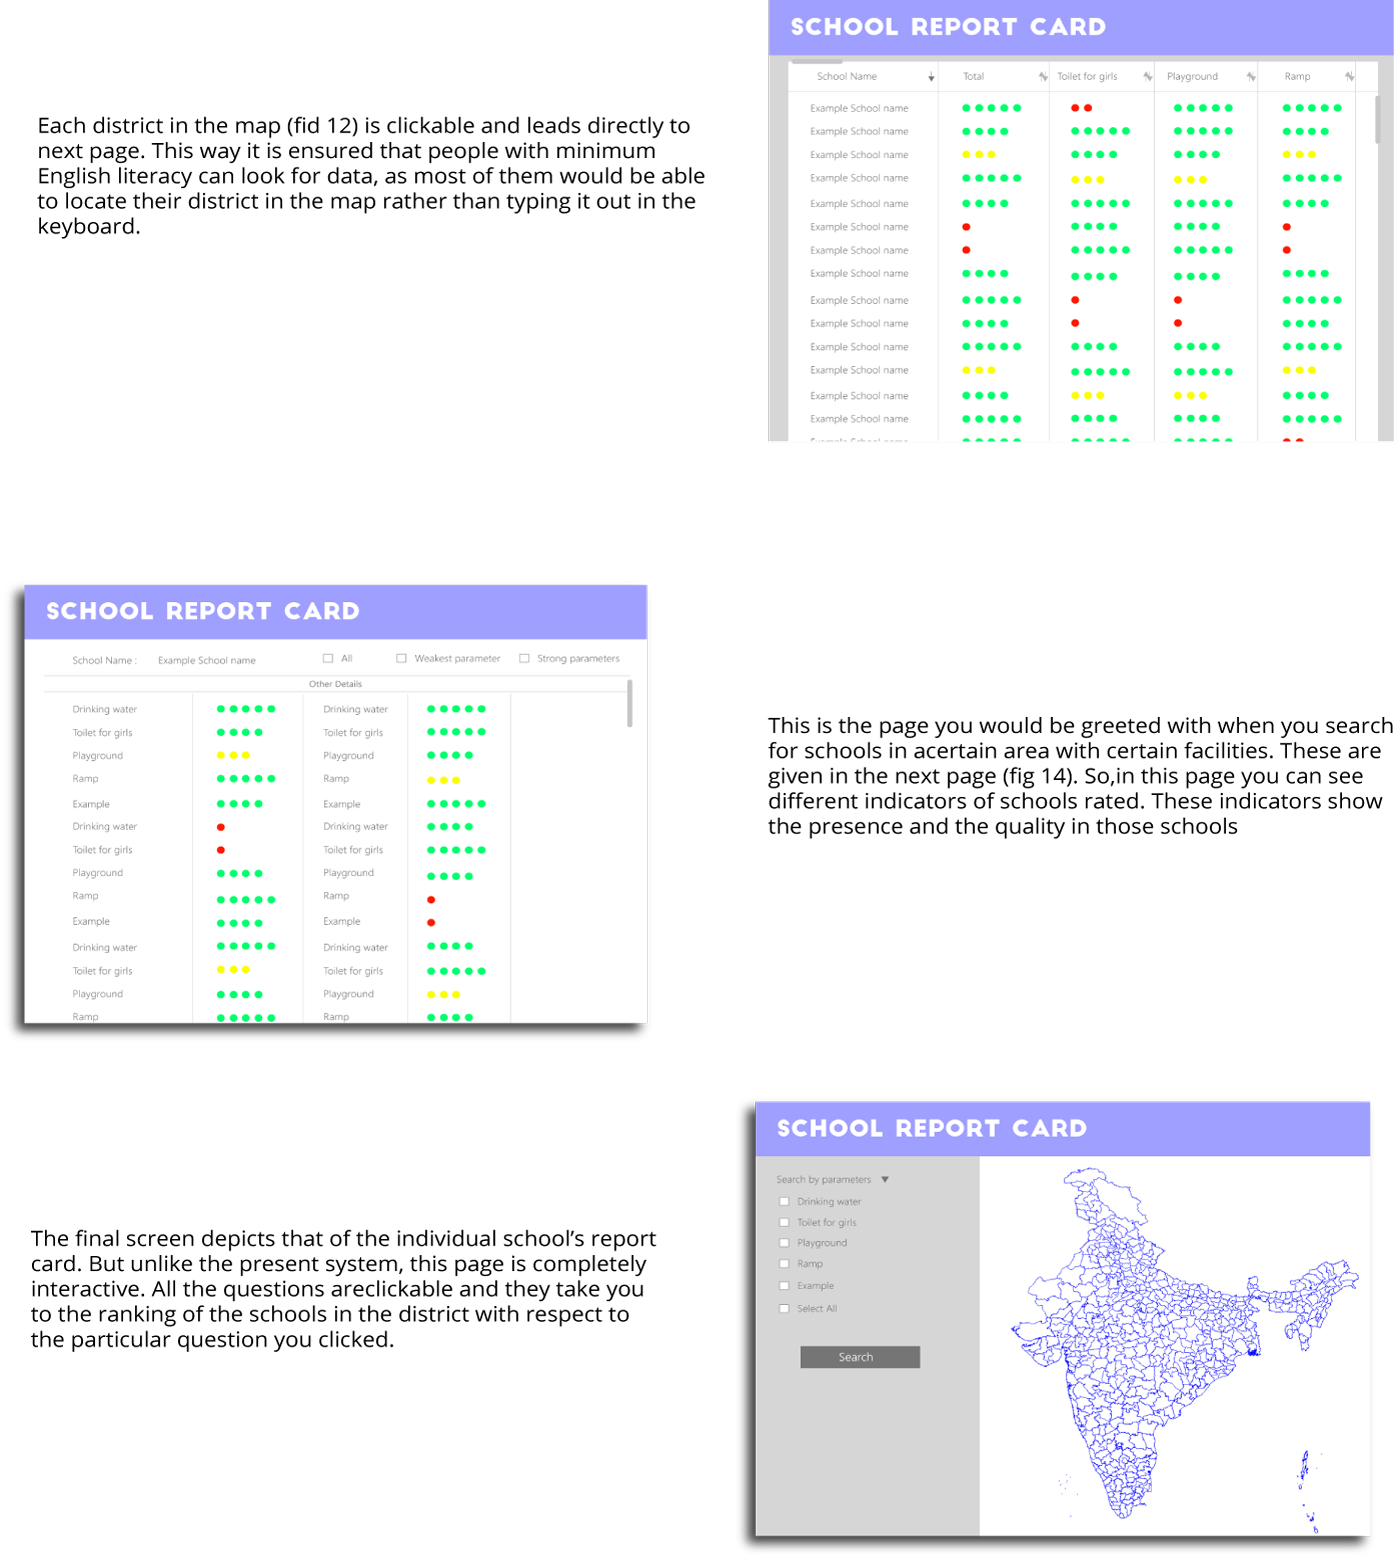 Each district in the map (fid 12) is clickable and leads directly to
next page. This way it is ensured that people with minimum
English literacy can look for data, as most of them would be able
to locate their district in the map rather than typing it out in the
keyboard.
SCHOOL REPORT CARD
School Name Total Toilet for girls Playground Ramp
Example School name
Example School name
Example School name
Example School name
Example School name
Example School name
Example School name
Example School name
Example School name
Example School name
Example School name
Example School name
Example School name
Example School name
SCHOOL REPORT CARD
School Name : Example School name All Weakest parameter Strong parameters
Other Details
Drinking water Drinking water
Toilet for girls Toilet for girls
Playground Playground
Ramp Ramp
Example Example
Drinking water Drinking water
Toilet for girls Toilet for girls
Playground Playground
Ramp Ramp
Example Example
Drinking water Drinking water
Toilet for girls Toilet for girls
Playground Playground
Ramp Ramp
This is the page you would be greeted with when you search
for schools in acertain area with certain facilities. These are
given in the next page (fig 14). So,in this page you can see
different indicators of schools rated. These indicators show
the presence and the quality in those schools
The final screen depicts that of the individual school's report
card. But unlike the present system, this page is completely
interactive. All the questions areclickable and they take you
to the ranking of the schools in the district with respect to
the particular question you clicked.
SCHOOL REPORT CARD
Search by parameters
Drinking water
Toilet for girls
Playground
Ramp
Example
Select All
Search